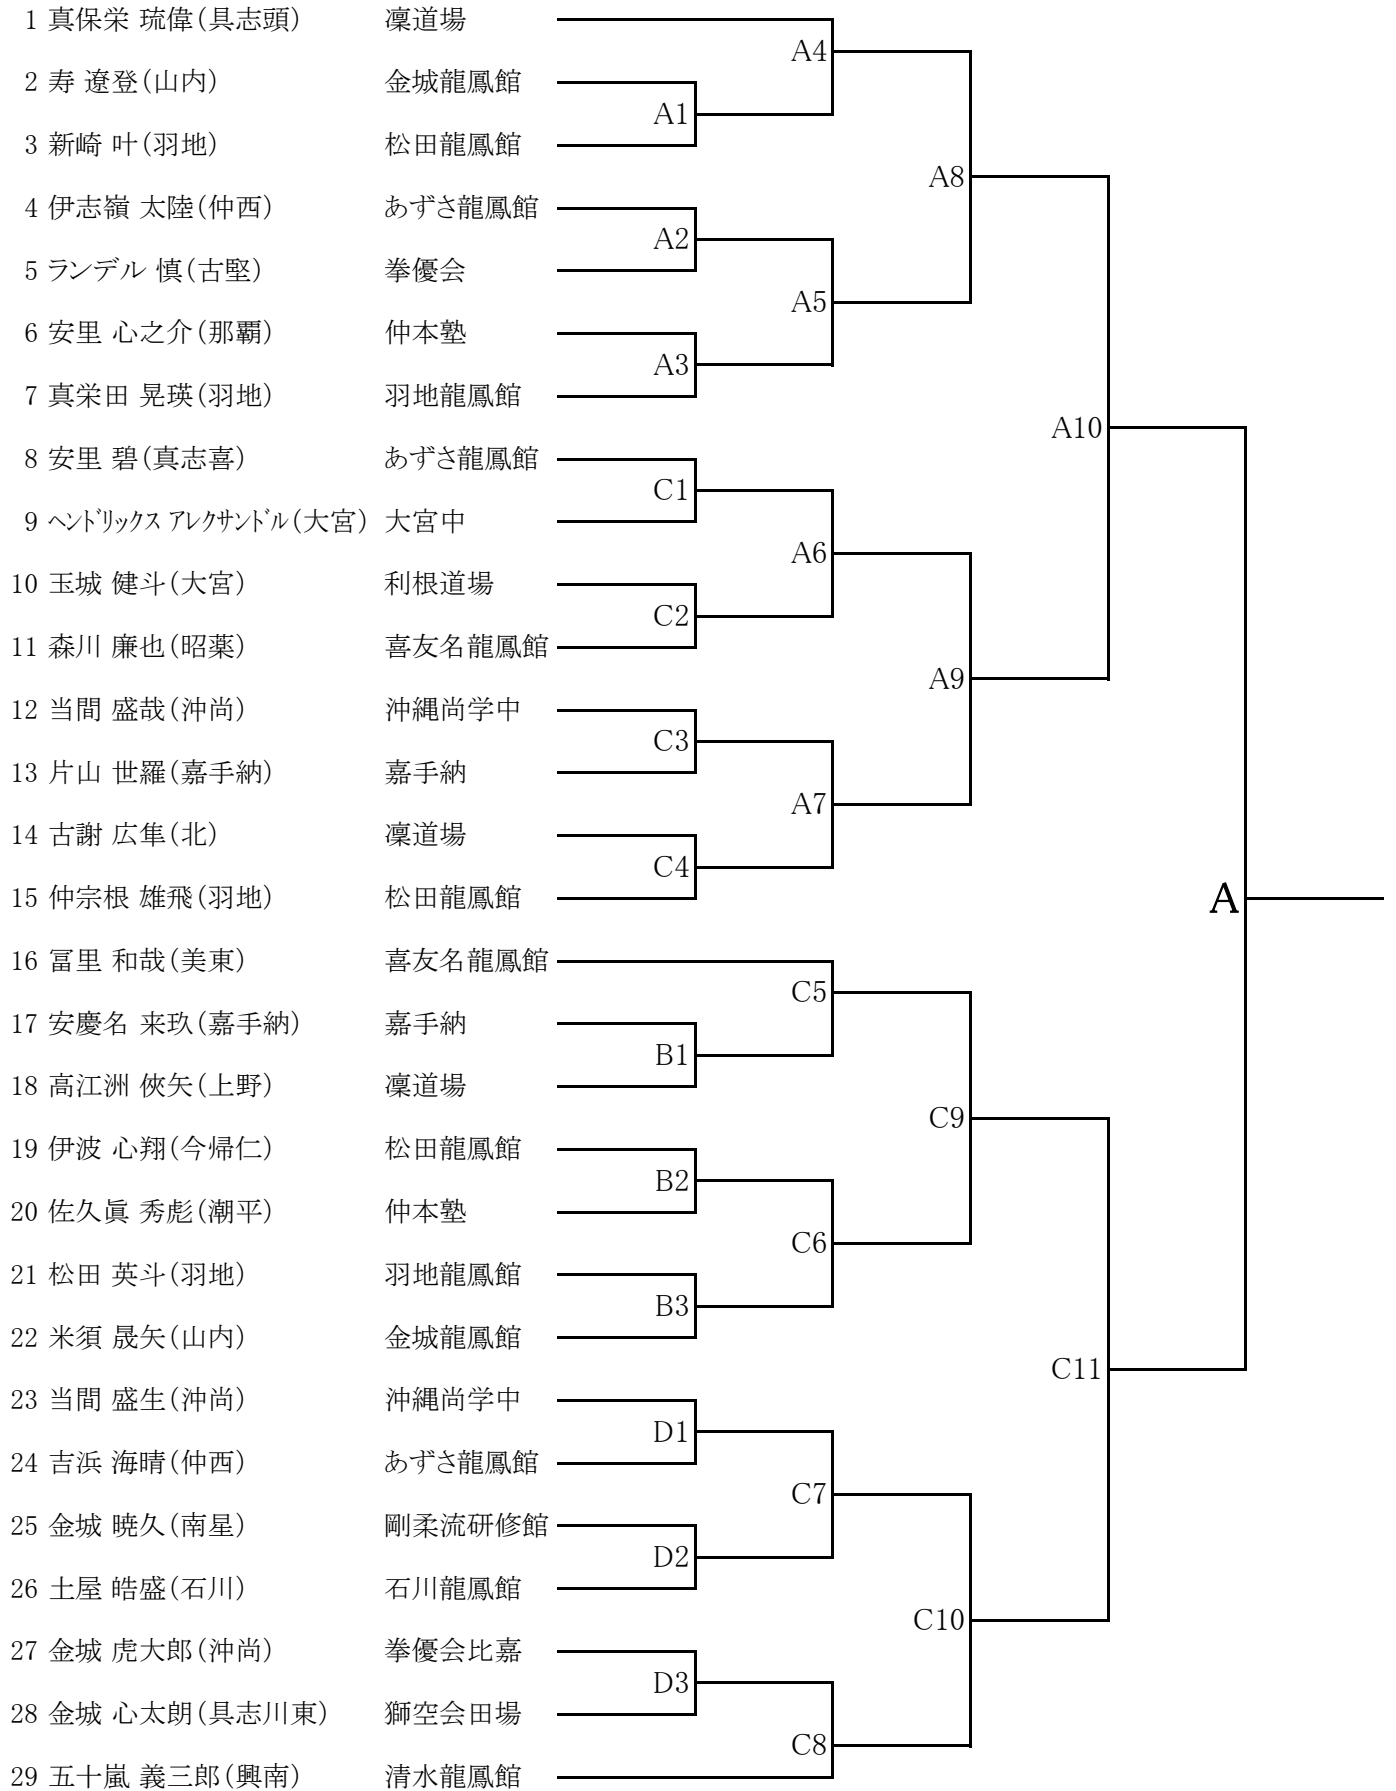 1 真保栄 琉偉(具志頭) 凜道場
A4
2 寿 遼登(山内) 金城龍鳳館
A1
3 新崎 叶(羽地) 松田龍鳳館
A8
4 伊志嶺 太陸(仲西) あずさ龍鳳館
A2
5 ランデル 慎(古堅) 拳優会
A5
6 安里 心之介(那覇) 仲本塾
A3
7 真栄田 晃瑛(羽地) 羽地龍鳳館
A10
8 安里 碧(真志喜) あずさ龍鳳館
C1
9 ヘンドリックス アレクサンドル(大宮) 大宮中
A6
10 玉城 健斗(大宮) 利根道場
C2
11 森川 廉也(昭薬) 喜友名龍鳳館
A9
12 当間 盛哉(沖尚) 沖縄尚学中
C3
13 片山 世羅(嘉手納) 嘉手納
A7
14 古謝 広隼(北) 凜道場
C4
15 仲宗根 雄飛(羽地) 松田龍鳳館
A
16 冨里 和哉(美東) 喜友名龍鳳館
C5
17 安慶名 来玖(嘉手納) 嘉手納
B1
18 高江洲 俠矢(上野) 凜道場
C9
19 伊波 心翔(今帰仁) 松田龍鳳館
B2
20 佐久眞 秀彪(潮平) 仲本塾
C6
21 松田 英斗(羽地) 羽地龍鳳館
B3
22 米須 晟矢(山内) 金城龍鳳館
C11
23 当間 盛生(沖尚) 沖縄尚学中
D1
24 吉浜 海晴(仲西) あずさ龍鳳館
C7
25 金城 暁久(南星) 剛柔流研修館
D2
26 土屋 皓盛(石川) 石川龍鳳館
C10
27 金城 虎大郎(沖尚) 拳優会比嘉
D3
28 金城 心太朗(具志川東) 獅空会田場
C8
29 五十嵐 義三郎(興南) 清水龍鳳館